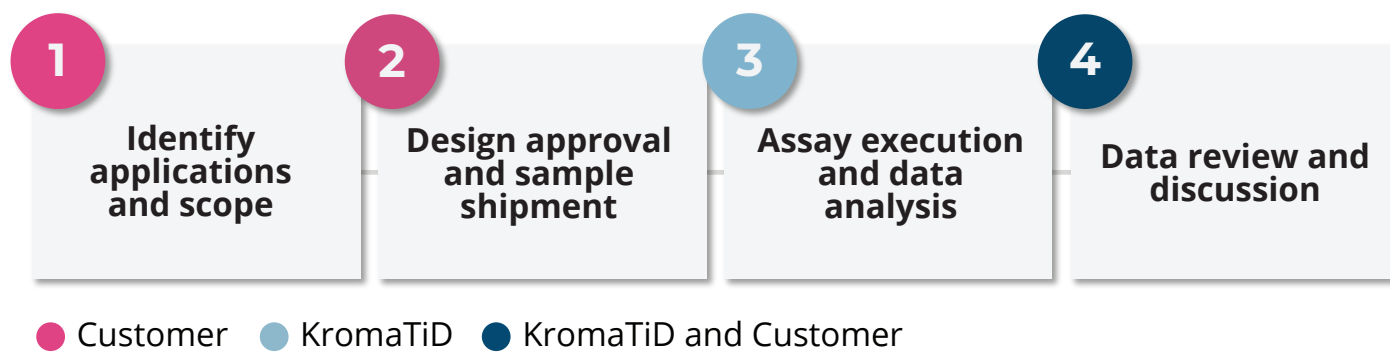 1
Identify
applications
and scope
2
Design approval
and sample
shipment
3
Assay execution
and data
analysis
4
Data review and
discussion
Customer
KromaTiD
KromaTiD and Customer